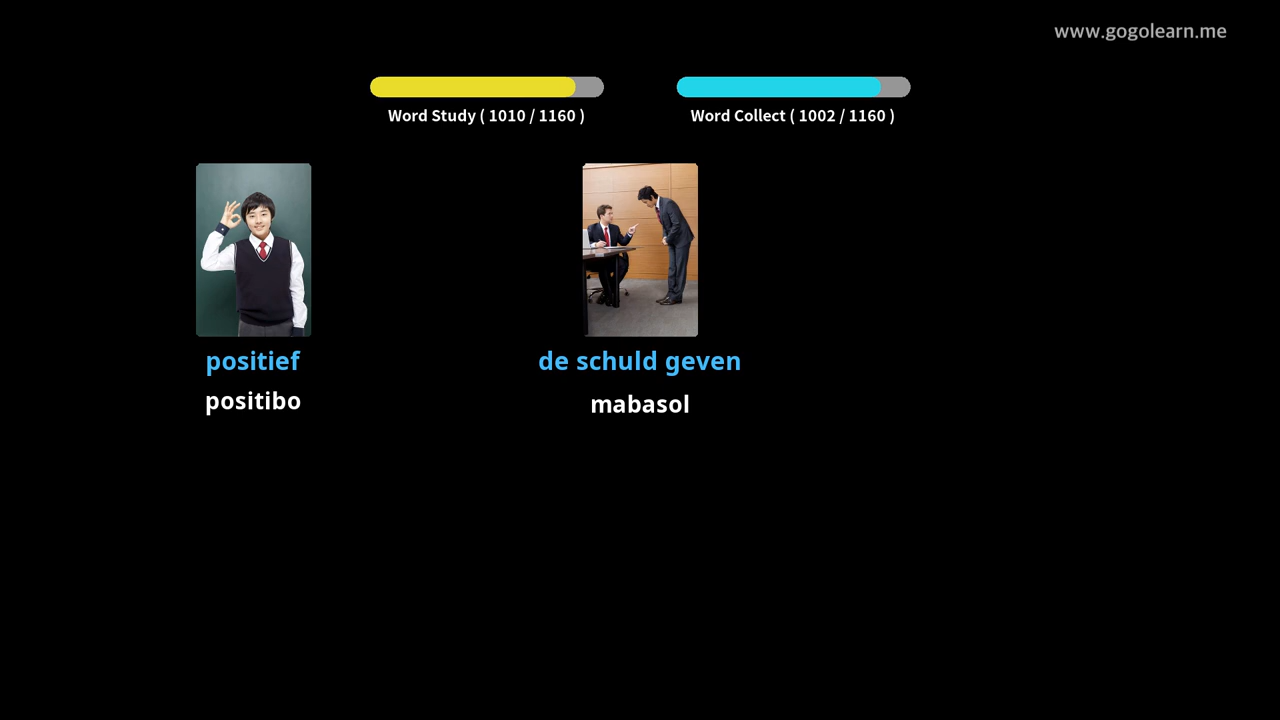 www.gogolearn.me
Word Study ( 1010 / 1160 )
Word Collect ( 1002 / 1160 )
positief
positibo
de schuld geven
mabasol